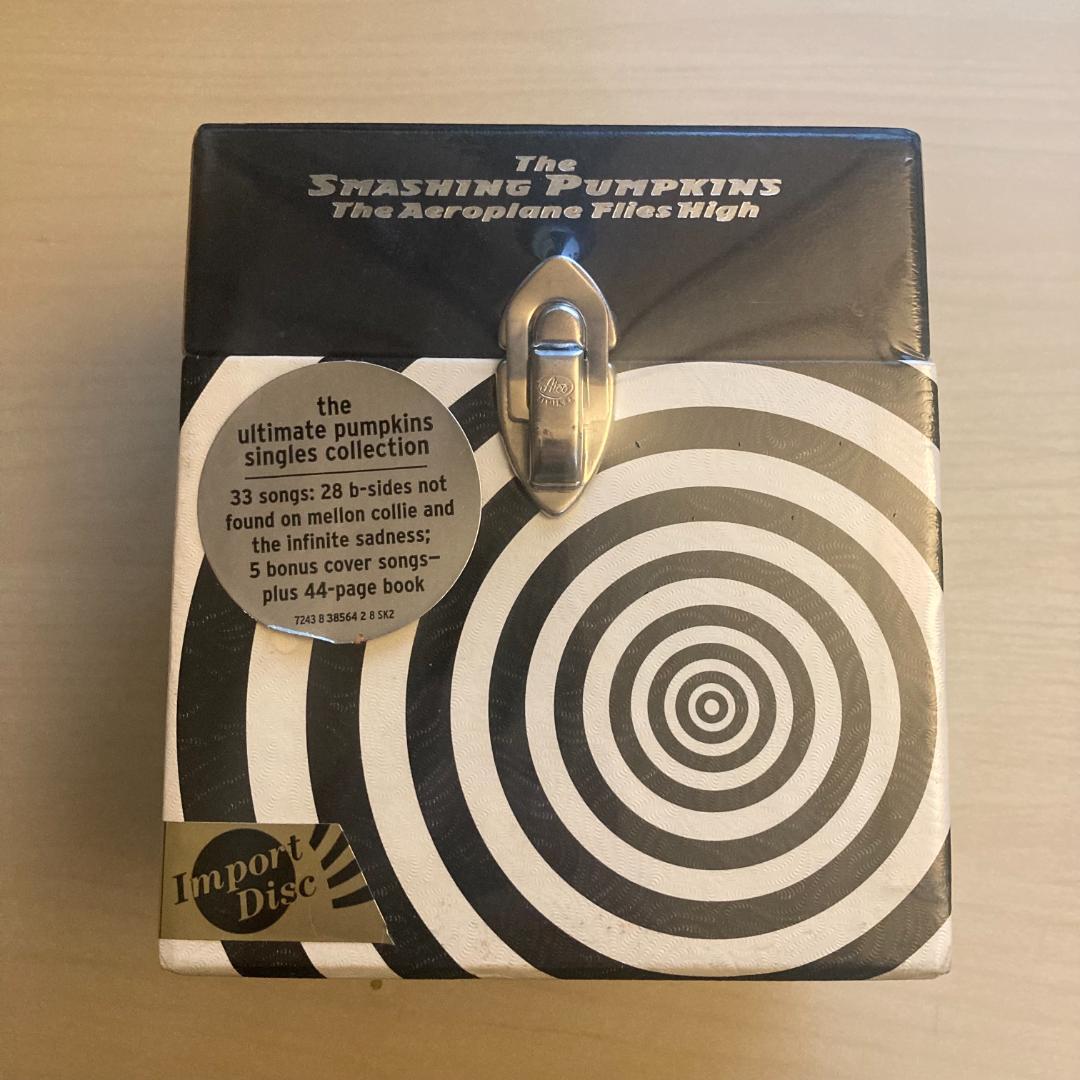 The
Smashing Pumpkins
The Aeroplane Flies High
the
ultimate pumpkins
singles collection
33 songs: 28 b-sides not
found on mellon collie and
the infinite sadness;
5 bonus cover songs—
plus 44-page book
7243 8 38564 2 8 SK2
Import
Disc